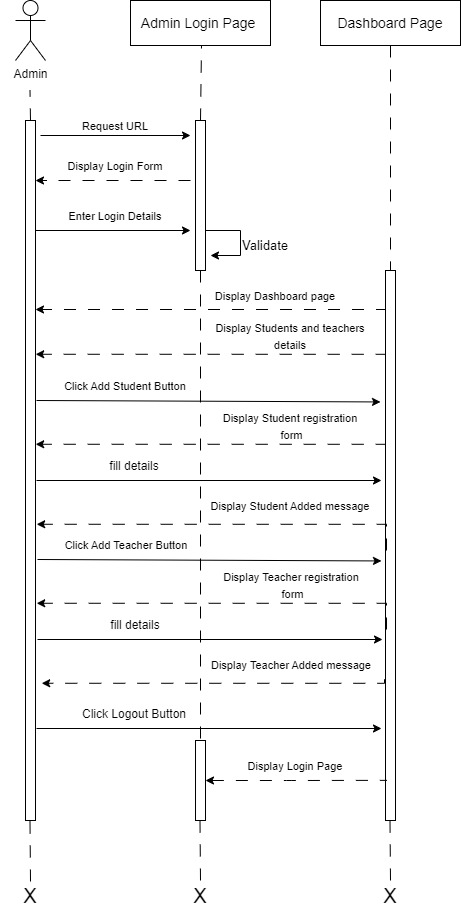 Admin Login Page
Dashboard Page
Admin
Request URL
Display Login Form
Enter Login Details
Validate
Display Dashboard page
Display Students and teachers
details
Click Add Student Button
Display Student registration
form
fill details
Display Student Added message
Click Add Teacher Button
Display Teacher registration
form
fill details
Display Teacher Added message
Click Logout Button
Display Login Page
X
X
X